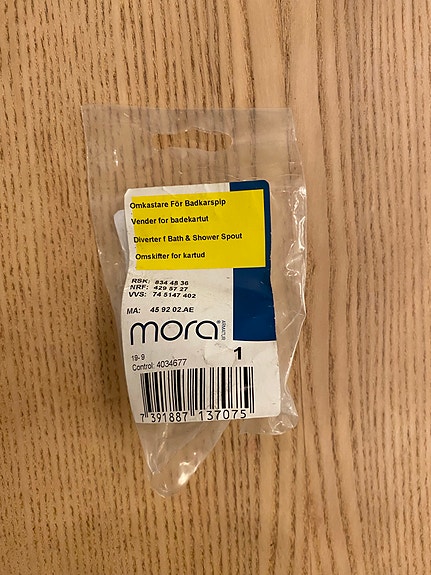 Omkastare För Badkarspip
Vender for badekartut
Diverter f Bath & Shower Spout
Omskifter for kartud
RSK: 834 48 36
NRF: 429 57 27
VVS: 74 5147 402
MA: 45 92 02.AE
mora® ARMATUR
19- 9 1
Control. 4034677
7 391887 137075